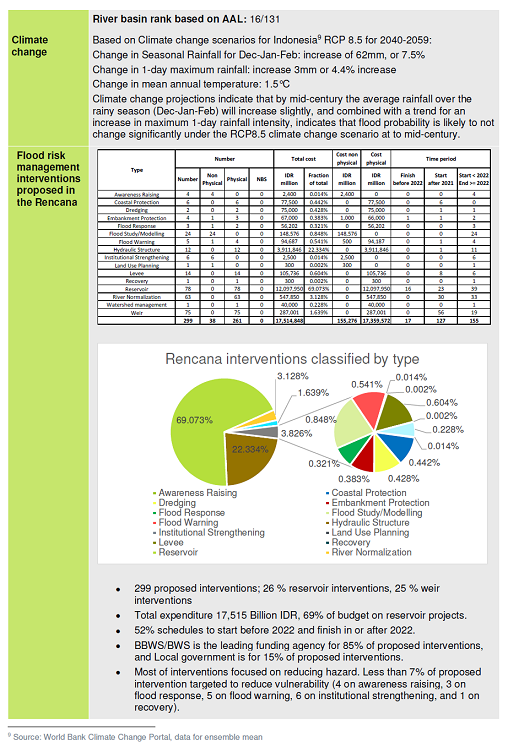 River basin rank based on AAL: 16/131
Climate
change
Based on Climate change scenarios for Indonesia9 RCP 8.5 for 2040-2059:
Change in Seasonal Rainfall for Dec-Jan-Feb: increase of 62mm, or 7.5%
Change in 1-day maximum rainfall: increase 3mm or 4.4% increase
Change in mean annual temperature: 1.5°C
Climate change projections indicate that by mid-century the average rainfall over the
rainy season (Dec-Jan-Feb) will increase slightly, and combined with a trend for an
increase in maximum 1-day rainfall intensity, indicates that flood probability is likely to not
change significantly under the RCP8.5 climate change scenario at to mid-century.
Flood risk
management
interventions
proposed in
the Rencana
Type Number Total cost Cost non physical Cost physical Time period
Number Non Physical Physical NBS IDR million Fraction of total IDR million IDR million Finish before 2022 Start after 2021 Start < 2022 End >= 2022
Awareness Raising 4 4 0 0 2,400 0.014% 2,400 0 0 0 4
Coastal Protection 6 0 6 0 77,500 0.442% 0 77,500 0 6 0
Dredging 2 0 2 0 75,000 0.428% 0 75,000 0 1 1
Embankment Protection 4 1 3 0 67,000 0.383% 1,000 66,000 0 2 2
Flood Response 3 1 2 0 56,202 0.321% 0 56,202 0 0 3
Flood Study/Modelling 24 24 0 0 148,576 0.848% 148,576 0 0 0 24
Flood Warning 5 1 4 0 94,687 0.541% 500 94,187 0 1 4
Hydraulic Structure 12 0 12 0 3,911,846 22.334% 0 3,911,846 0 1 11
Institutional Strengthening 6 6 0 0 2,500 0.014% 2,500 0 0 0 6
Land Use Planning 1 1 0 0 300 0.002% 300 0 0 0 1
Levee 14 0 14 0 105,736 0.604% 0 105,736 0 8 6
Recovery 1 0 1 0 300 0.002% 0 300 0 0 1
Reservoir 78 0 78 0 12,097,950 69.073% 0 12,097,950 16 23 39
River Normalization 63 0 63 0 547,850 3.128% 0 547,850 0 30 33
Watershed management 1 0 1 0 40,000 0.228% 0 40,000 0 0 1
Weir 75 0 75 0 287,001 1.639% 0 287,001 0 56 19
299 38 261 0 17,514,848 155,276 17,359,572 17 127 155
Rencana interventions classified by type
69.073%
22.334%
3.128%
1.639%
3.826%
0.848%
0.321%
0.383%
0.541%
0.014%
0.002%
0.604%
0.002%
0.228%
0.014%
0.442%
0.428%
Awareness Raising
Coastal Protection
Dredging
Embankment Protection
Flood Response
Flood Study/Modelling
Flood Warning
Hydraulic Structure
Institutional Strengthening
Land Use Planning
Levee
Recovery
Reservoir
River Normalization
• 299 proposed interventions; 26 % reservoir interventions, 25 % weir
interventions
• Total expenditure 17,515 Billion IDR, 69% of budget on reservoir projects.
• 52% schedules to start before 2022 and finish in or after 2022.
• BBWS/BWS is the leading funding agency for 85% of proposed interventions,
and Local government is for 15% of proposed interventions.
• Most of interventions focused on reducing hazard. Less than 7% of proposed
intervention targeted to reduce vulnerability (4 on awareness raising, 3 on
flood response, 5 on flood warning, 6 on institutional strengthening, and 1 on
recovery).
9 Source: World Bank Climate Change Portal, data for ensemble mean